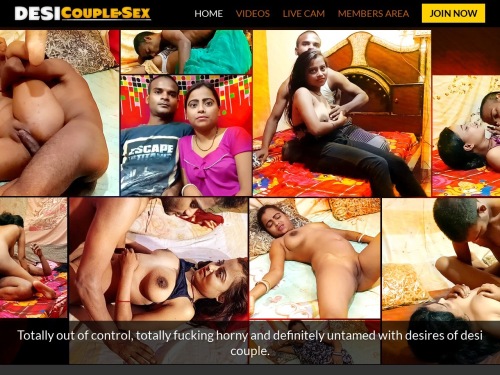 DESI COUPLE-SEX
HOME VIDEOS LIVE CAM MEMBERS AREA JOIN NOW
ESCAPE
Totally out of control, totally fucking horny and definitely untamed with desires of desi
couple.